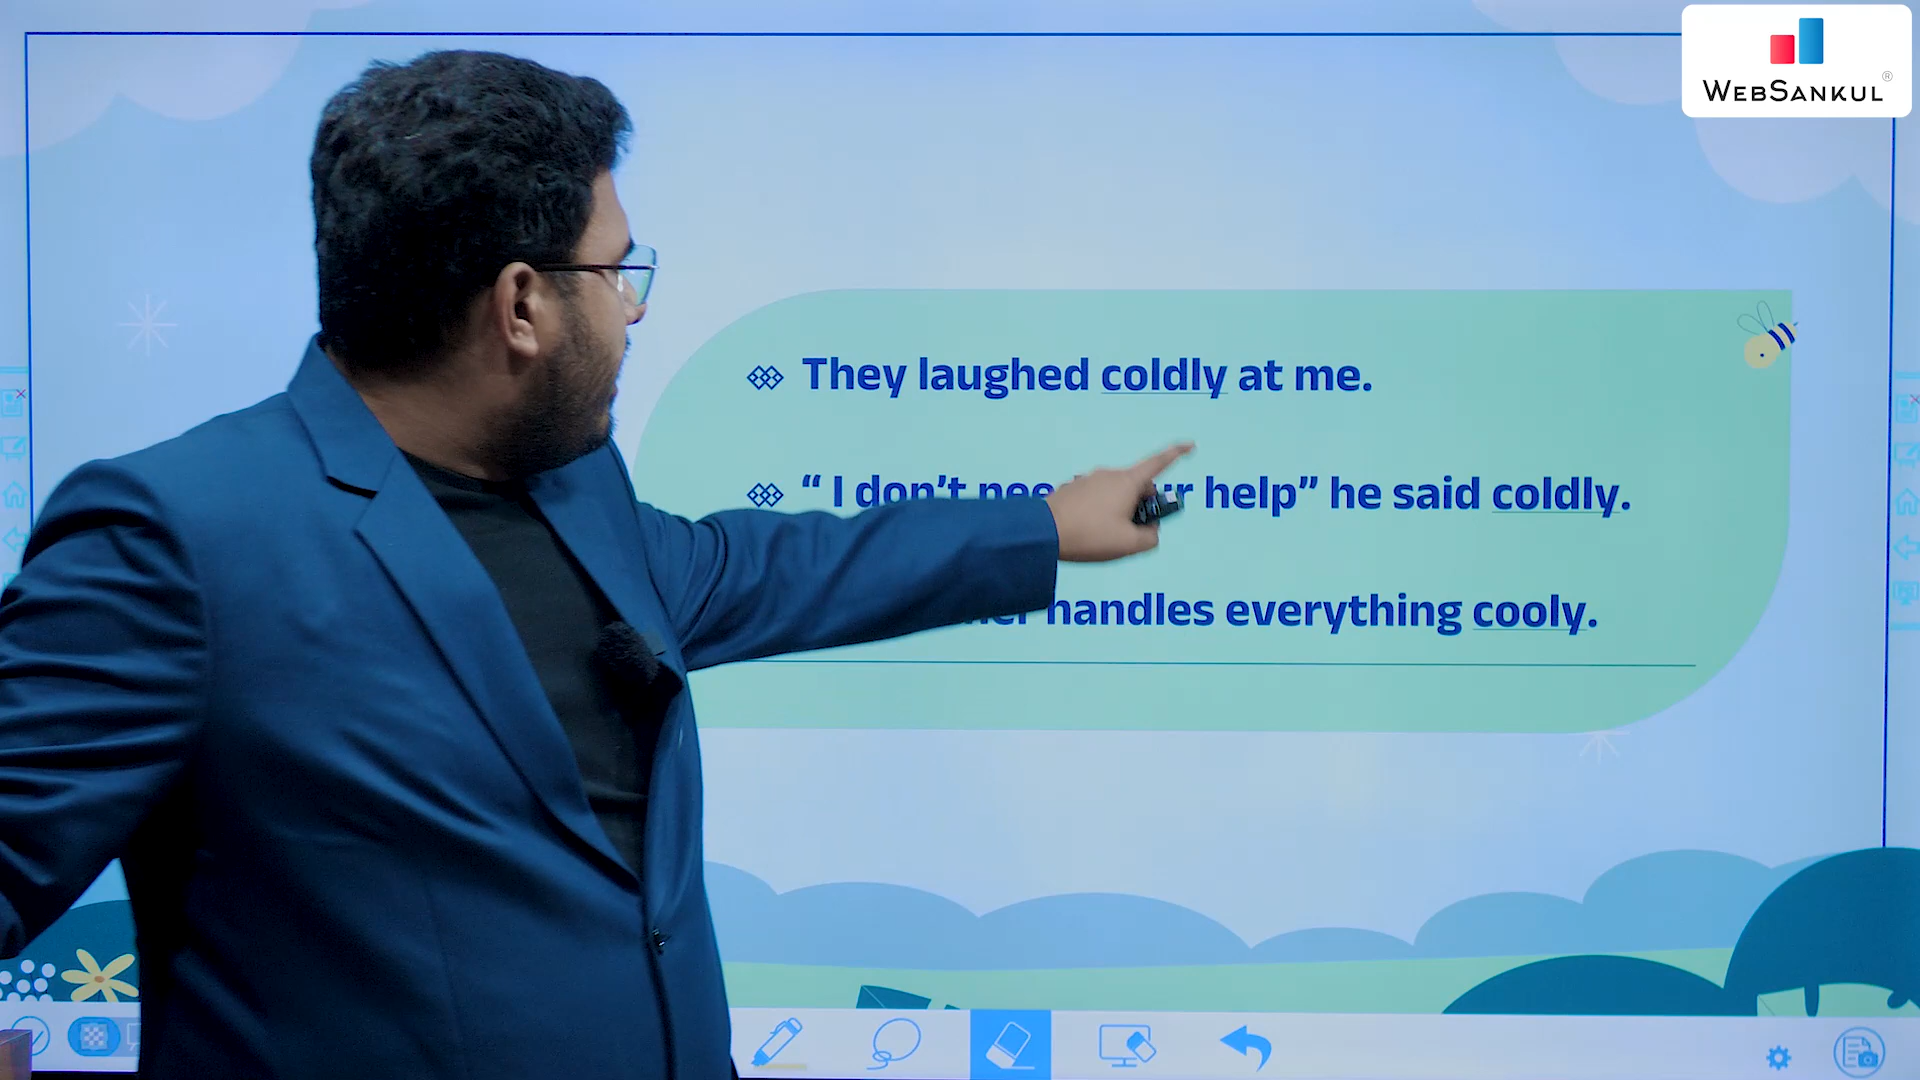 WEBSANKUL ®
They laughed coldly at me.
“ I don’t help” he said coldly.
handles everything cooly.